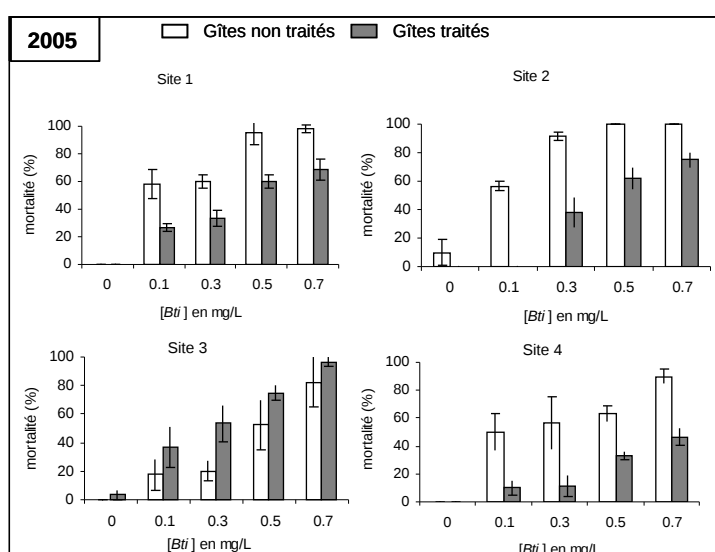 2005
Gîtes non traités Gîtes traités
Site 1
mortalité (%)
100
80
60
40
20
0
0 0.1 0.3 0.5 0.7
[Bti ] en mg/L
Site 2
mortalité (%)
100
80
60
40
20
0
0 0.1 0.3 0.5 0.7
[Bti ] en mg/L
Site 3
mortalité (%)
100
80
60
40
20
0
0 0.1 0.3 0.5 0.7
[Bti ] en mg/L
Site 4
mortalité (%)
100
80
60
40
20
0
0 0.1 0.3 0.5 0.7
[Bti ] en mg/L